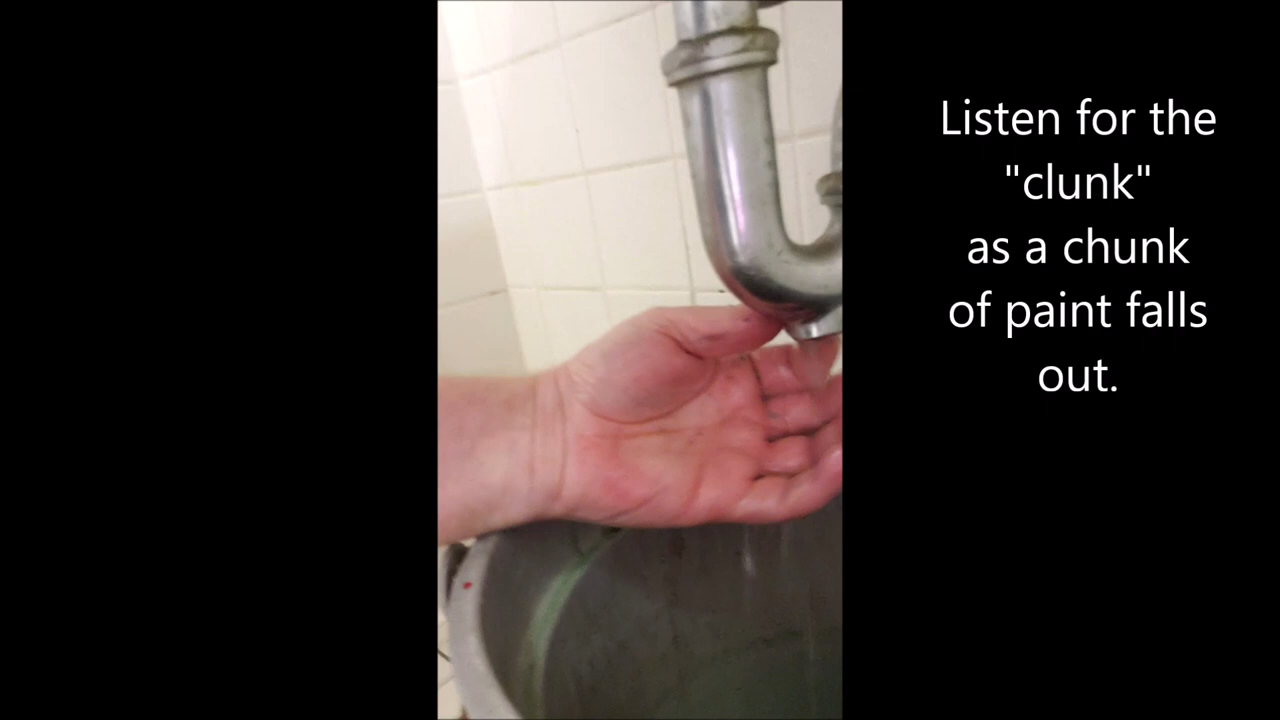 Listen for the
"clunk"
as a chunk
of paint falls
out.